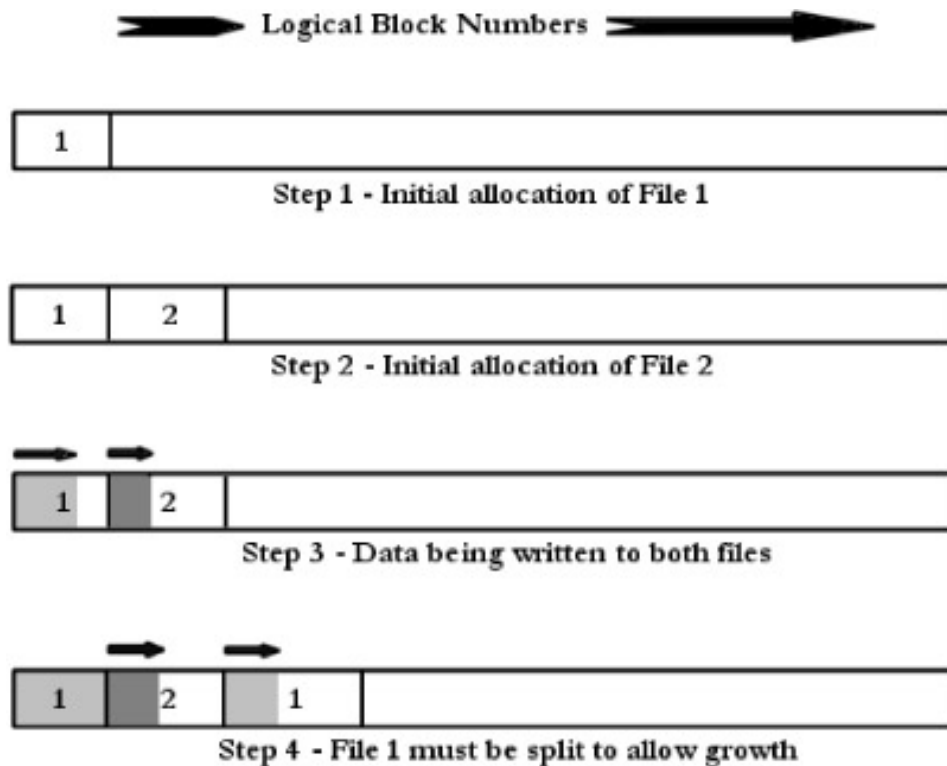 Logical Block Numbers
1
Step 1 - Initial allocation of File 1
1 2
Step 2 - Initial allocation of File 2
1 2
Step 3 - Data being written to both files
1 2 1
Step 4 - File 1 must be split to allow growth